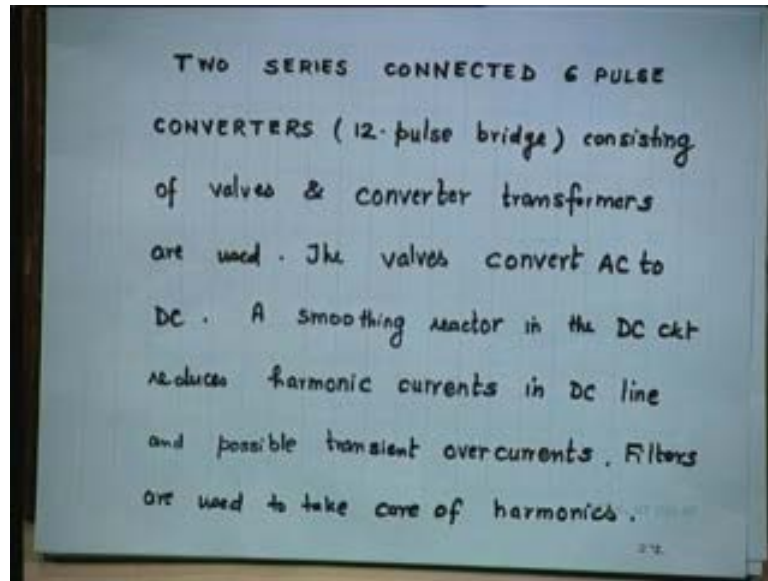 TWO SERIES CONNECTED 6 PULSE
CONVERTERS (12-pulse bridge) consisting
of valves & converter transformers
are used. The valves convert AC to
DC. A smoothing reactor in the DC ckt
reduces harmonic currents in DC line
and possible transient overcurrents. Filters
are used to take care of harmonics.